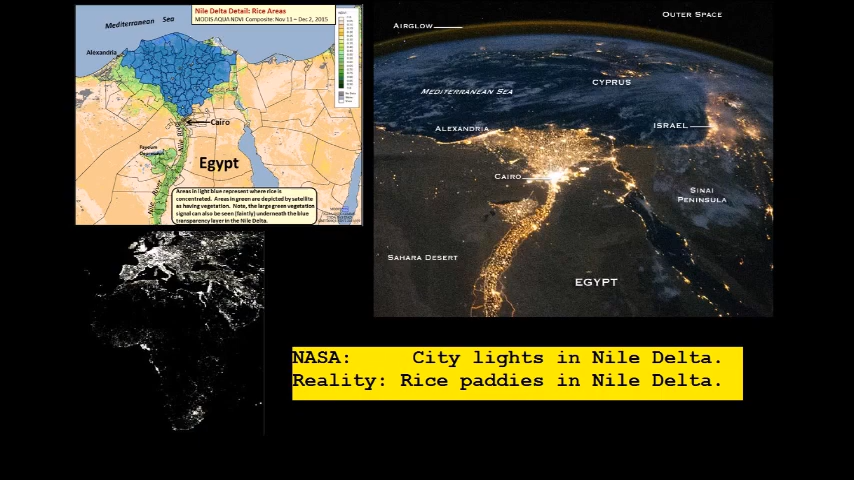 Nile Delta Detail: Rice Areas
MODIS AQUA NDVI Composite: Nov 11 – Dec 2, 2015
Mediterranean Sea
Alexandria
Cairo
Nile River
Fayoum
Depression
Egypt
Areas in light blue represent where rice is
concentrated. Areas in green are depicted by satellite
as having vegetation. Note, the large green vegetation
signal can also be seen (faintly) underneath the blue
transparency layer in the Nile Delta.
AIRGLOW
OUTER SPACE
CYPRUS
MEDITERRANEAN SEA
ALEXANDRIA
ISRAEL
CAIRO
SINAI
PENINSULA
SAHARA DESERT
EGYPT
NASA: City lights in Nile Delta.
Reality: Rice paddies in Nile Delta.